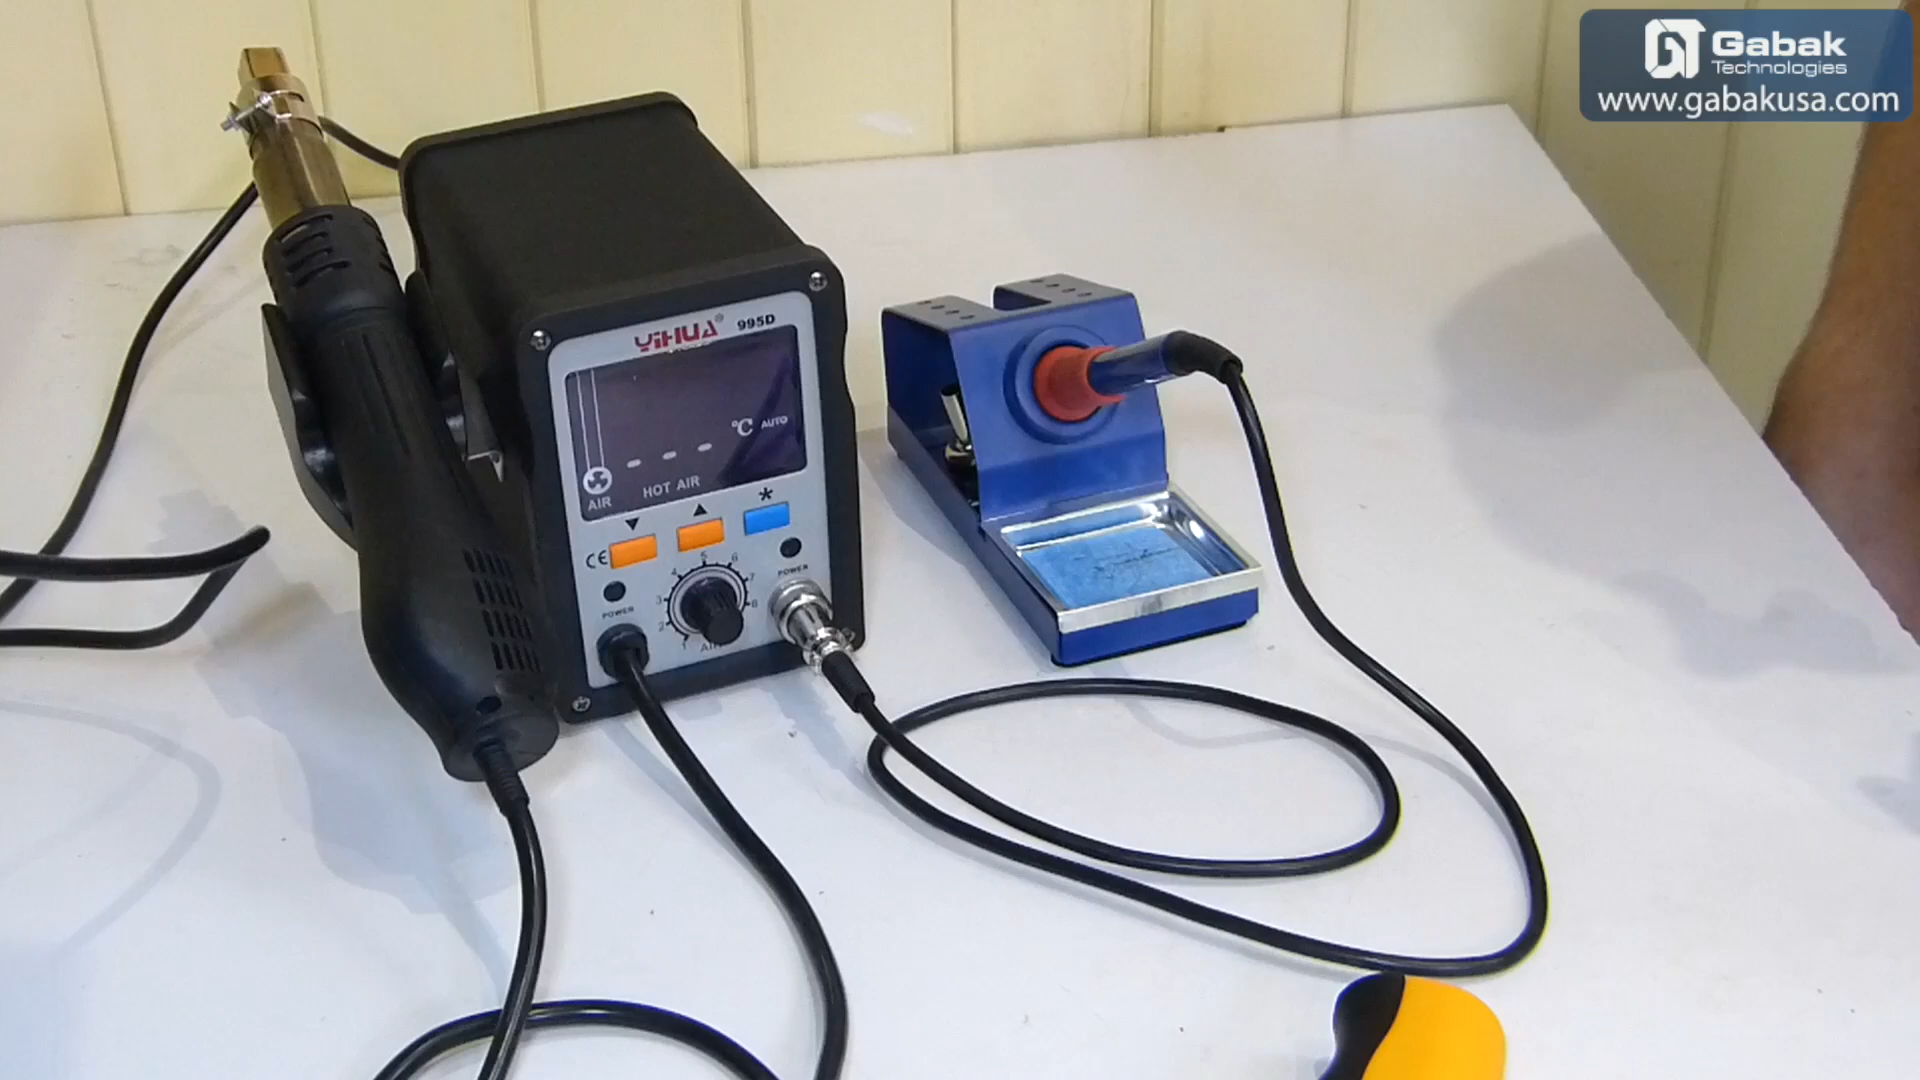 Gabak
Technologies
www.gabakusa.com
YIHUA® 995D
°C AUTO
- - -
AIR
HOT AIR
▼ ▲ *
CE
POWER
1 2 3 4 5 6 7 8
AIR
POWER